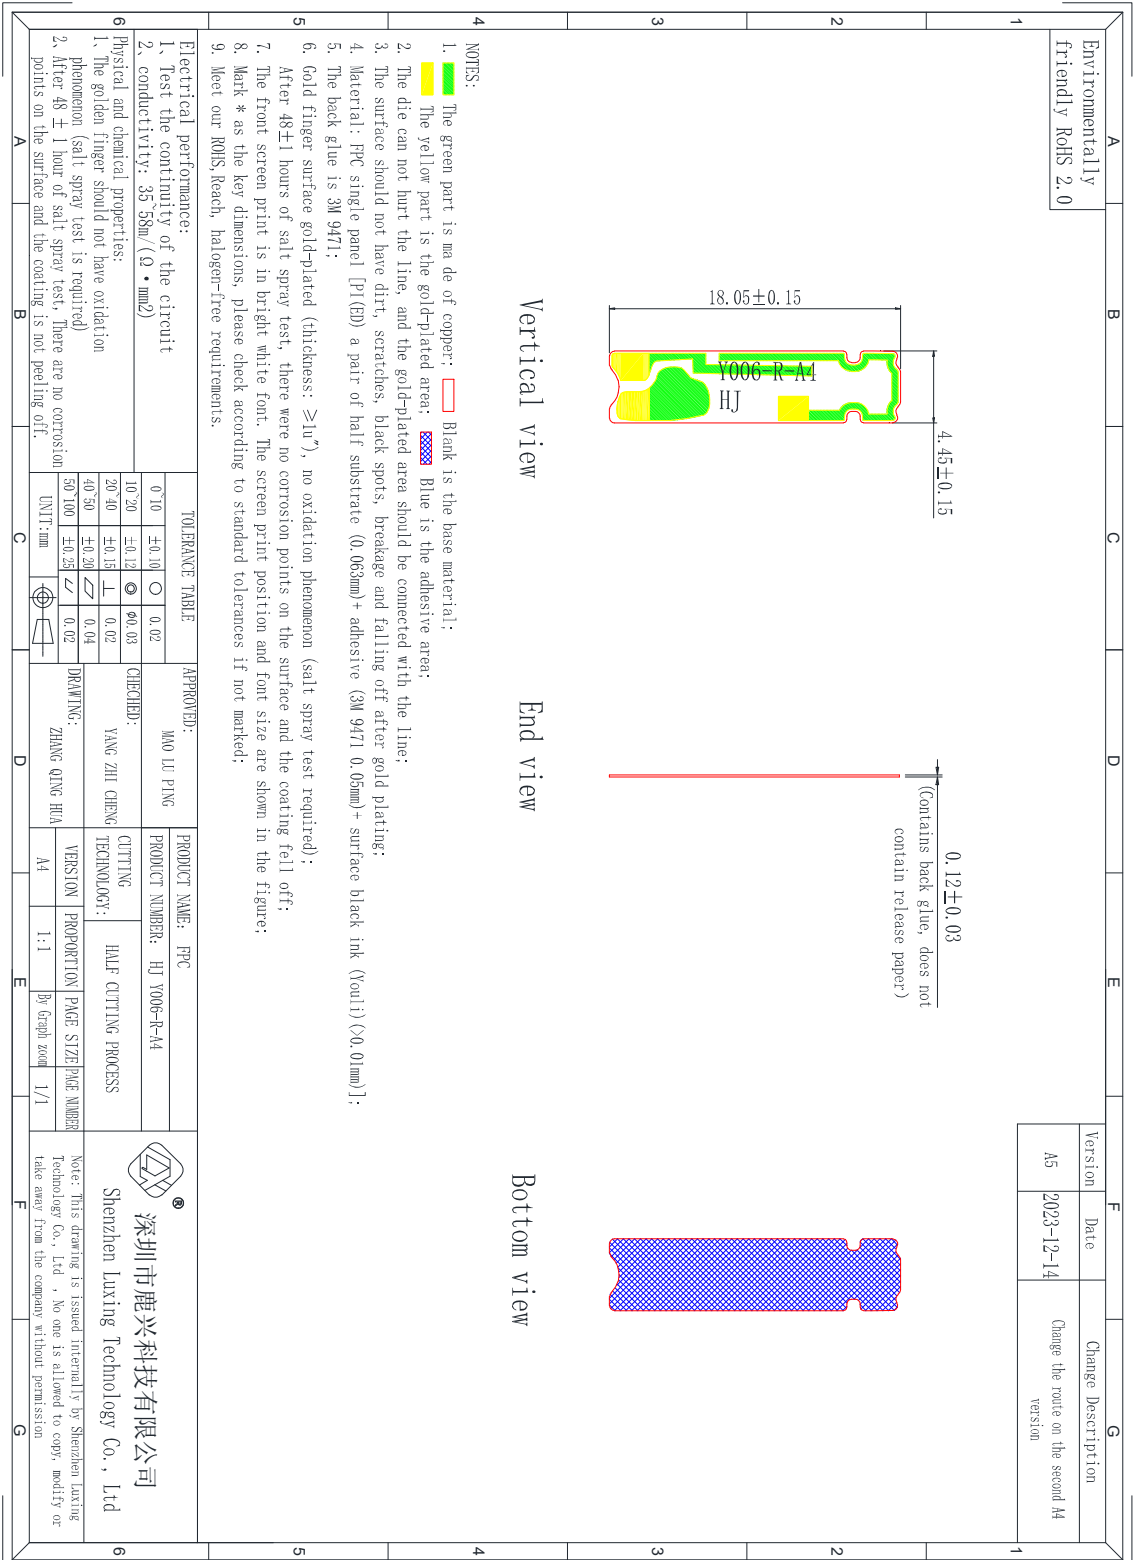 Environmentally
friendly RoHS 2.0
Version Date Change Description
A5 2023-12-14 Change the route on the second A4
version
18.05±0.15
4.45±0.15
Y006-R-A4
HJ
0.12±0.03
(Contains back glue, does not
contain release paper)
Vertical view
End view
Bottom view
NOTES:
1. The green part is ma de of copper; Blank is the base material;
The yellow part is the gold-plated area; Blue is the adhesive area;
2. The die can not hurt the line, and the gold-plated area should be connected with the line;
3. The surface should not have dirt, scratches, black spots, breakage and falling off after gold plating;
4. Material: FPC single panel [PI(ED) a pair of half substrate (0.063mm)+ adhesive (3M 9471 0.05mm)+ surface black ink (Youli)(>0.01mm)];
5. The back glue is 3M 9471;
6. Gold finger surface gold-plated (thickness: ≥1u"), no oxidation phenomenon (salt spray test required);
After 48±1 hours of salt spray test, there were no corrosion points on the surface and the coating fell off;
7. The front screen print is in bright white font. The screen print position and font size are shown in the figure;
8. Mark * as the key dimensions, please check according to standard tolerances if not marked;
9. Meet our ROHS, Reach, halogen-free requirements.
Electrical performance:
1、Test the continuity of the circuit
2、conductivity: 35~58m/(Ω•mm2)
Physical and chemical properties:
1、The golden finger should not have oxidation
phenomenon (salt spray test is required)
2、After 48 ± 1 hour of salt spray test, There are no corrosion
points on the surface and the coating is not peeling off.
TOLERANCE TABLE
0~10 ±0.10 ○ 0.02
10~20 ±0.12 ◎ φ0.03
20~40 ±0.15 ⊥ 0.02
40~50 ±0.20 ▱ 0.04
50~100 ±0.25 // 0.02
UNIT:mm
APPROVED:
MAO LU PING
CHECHED:
YANG ZHI CHENG
DRAWING:
ZHANG QING HUA
PRODUCT NAME: FPC
PRODUCT NUMBER: HJ Y006-R-A4
CUTTING
TECHNOLOGY:
HALF CUTTING PROCESS
VERSION PROPORTION PAGE SIZE PAGE NUMBER
A4 1:1 By Graph zoom 1/1
®
深圳市鹿兴科技有限公司
Shenzhen Luxing Technology Co., Ltd
Note: This drawing is issued internally by Shenzhen Luxing
Technology Co., Ltd . No one is allowed to copy, modify or
take away from the company without permission
A B C D E F G
A B C D E F G
1 2 3 4 5 6
1 2 3 4 5 6